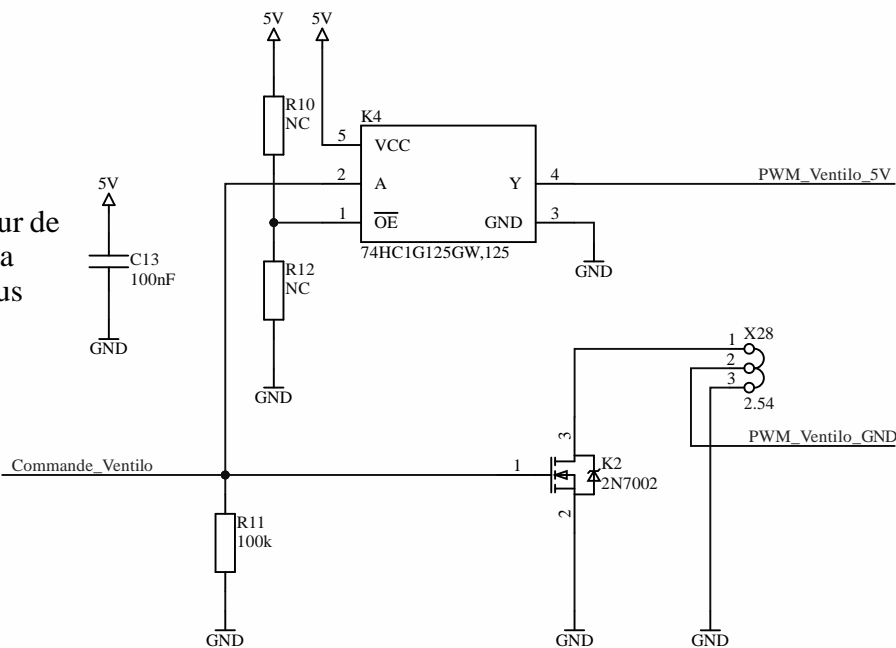 5V
5V
R10
NC
K4
5
VCC
2
A
Y
4
PWM_Ventilo_5V
1
OE
GND
3
74HC1G125GW,125
GND
5V
ur de
a
us
C13
100nF
GND
R12
NC
GND
X28
1
2
3
2.54
PWM_Ventilo_GND
Commande_Ventilo
1
3
K2
2N7002
2
R11
100k
GND
GND
GND